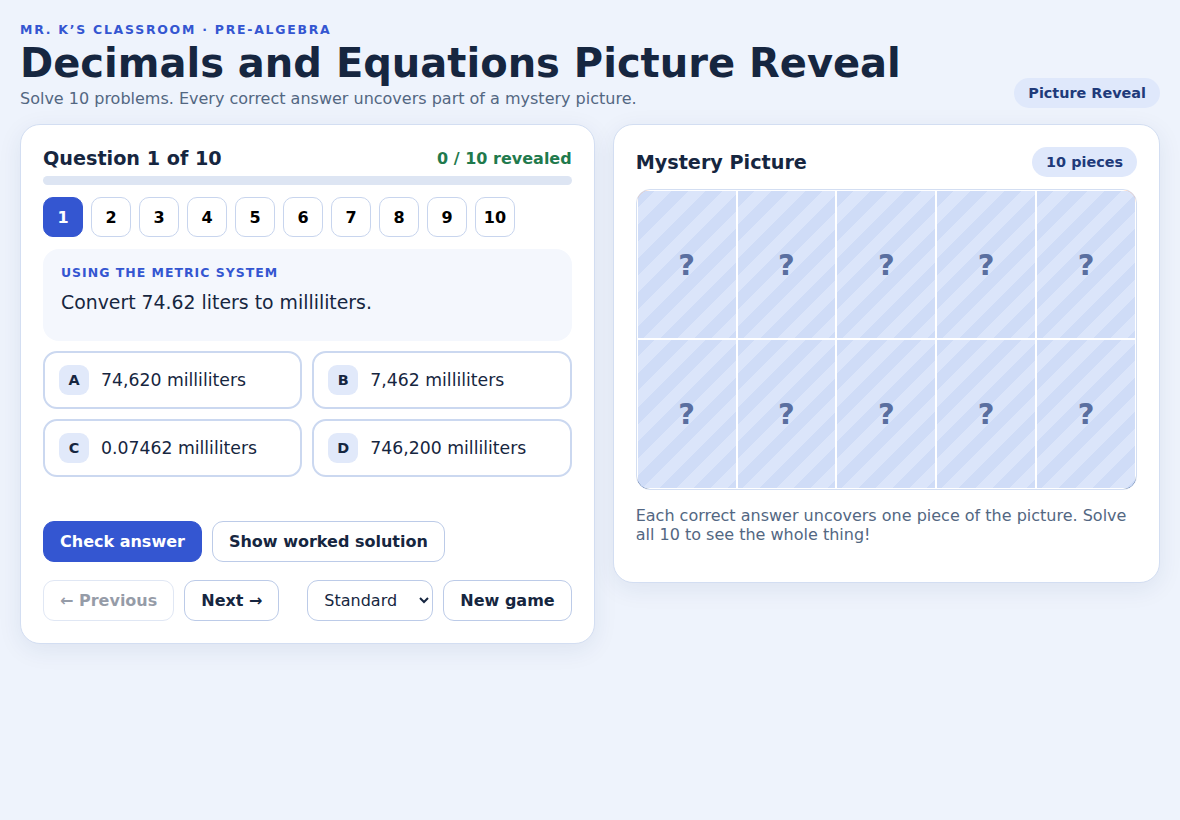 MR. K’S CLASSROOM · PRE-ALGEBRA
Decimals and Equations Picture Reveal
Solve 10 problems. Every correct answer uncovers part of a mystery picture.
Picture Reveal
Question 1 of 10
0 / 10 revealed
1 2 3 4 5 6 7 8 9 10
USING THE METRIC SYSTEM
Convert 74.62 liters to milliliters.
A 74,620 milliliters
B 7,462 milliliters
C 0.07462 milliliters
D 746,200 milliliters
Check answer
Show worked solution
← Previous
Next →
Standard
New game
Mystery Picture
10 pieces
? ? ? ? ?
? ? ? ? ?
Each correct answer uncovers one piece of the picture. Solve
all 10 to see the whole thing!